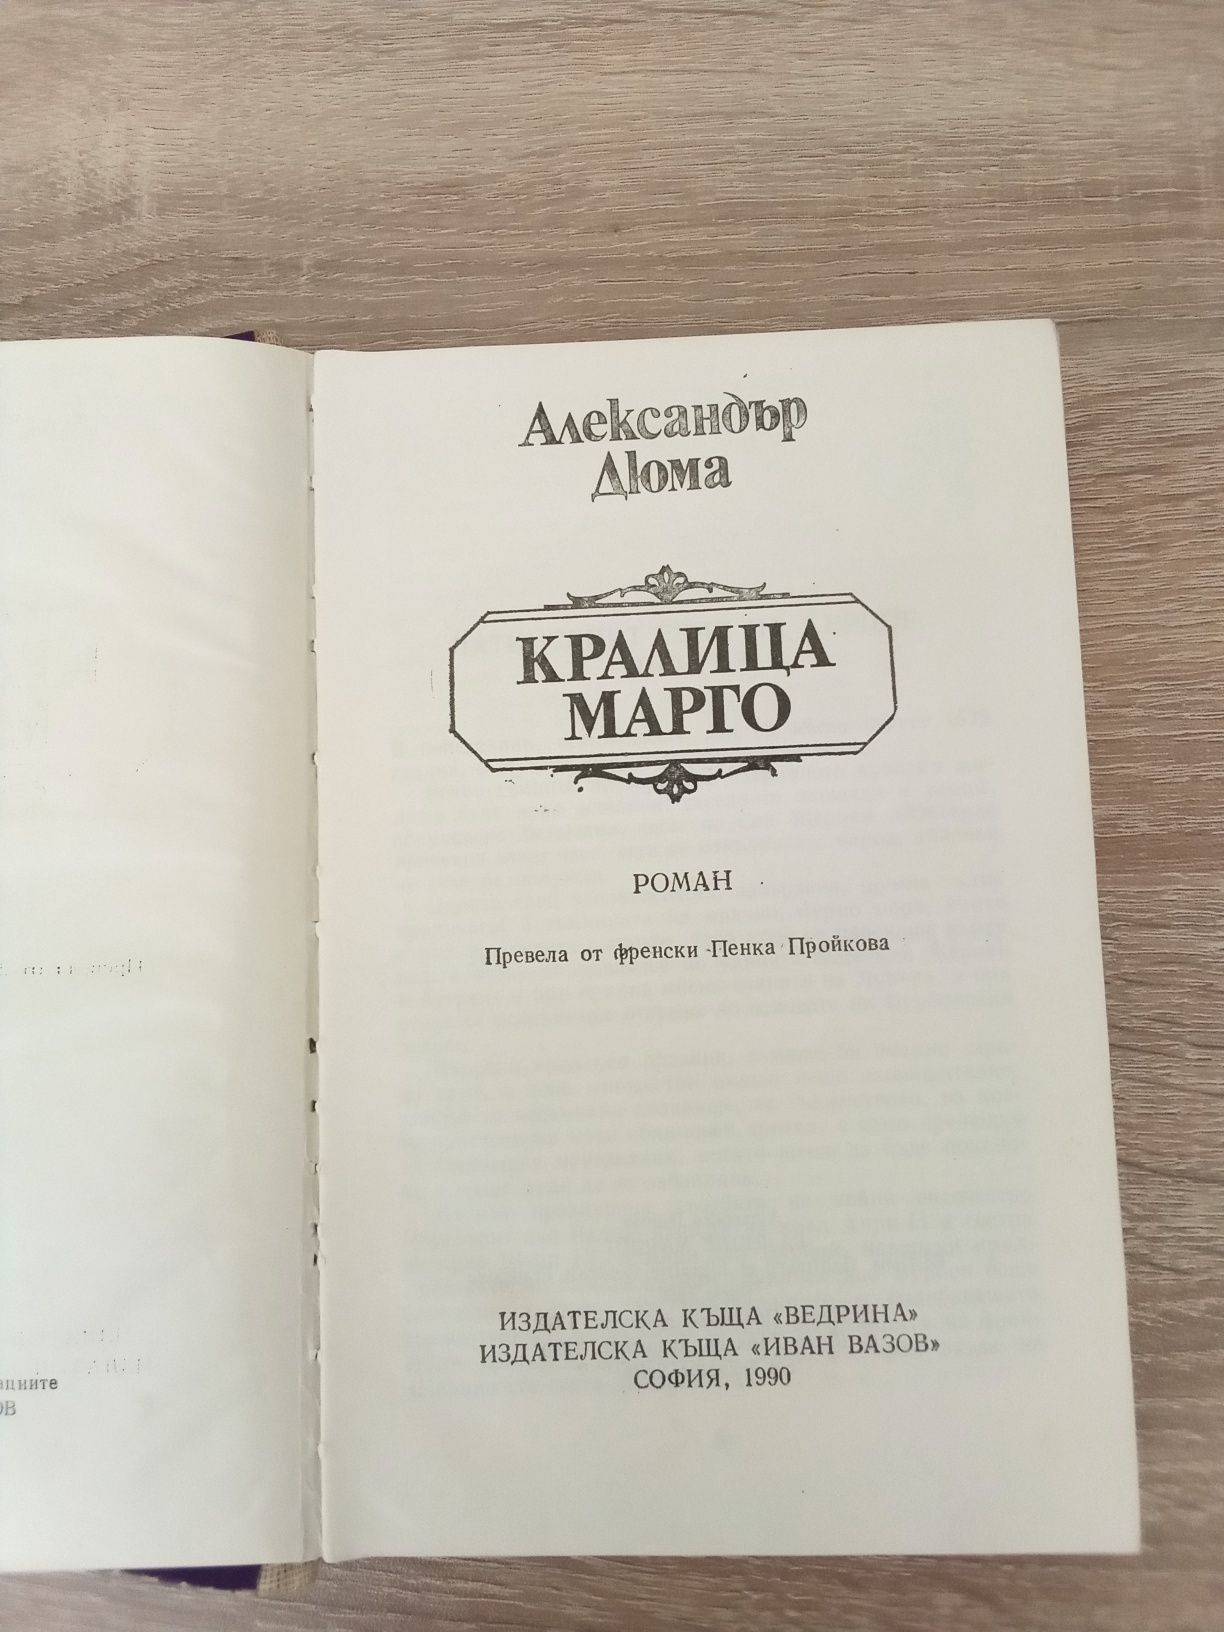 Александър
Дюма
КРАЛИЦА
МАРГО
РОМАН
Превела от френски Пенка Пройкова
ИЗДАТЕЛСКА КЪЩА «ВЕДРИНА»
ИЗДАТЕЛСКА КЪЩА «ИВАН ВАЗОВ»
СОФИЯ, 1990